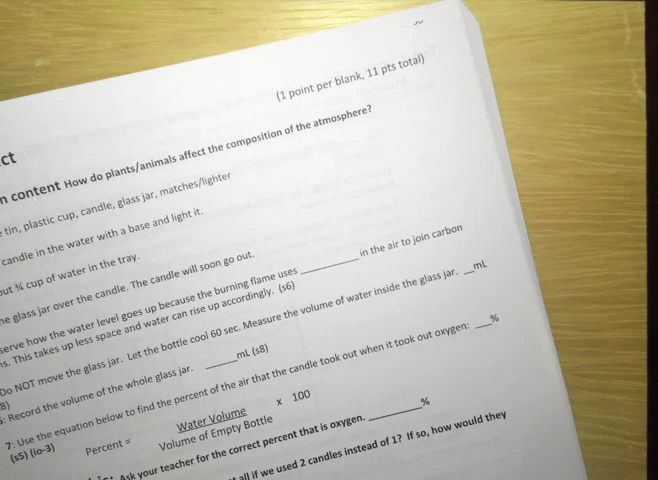 (1 point per blank, 11 pts total)
ct
n content How do plants/animals affect the composition of the atmosphere?
tin, plastic cup, candle, glass jar, matches/lighter
candle in the water with a base and light it.
out ¾ cup of water in the tray.
he glass jar over the candle. The candle will soon go out.
serve how the water level goes up because the burning flame uses __________ in the air to join carbon
ns. This takes up less space and water can rise up accordingly. (s6)
Do NOT move the glass jar. Let the bottle cool 60 sec. Measure the volume of water inside the glass jar. __mL
8)
: Record the volume of the whole glass jar. ______mL (s8)
7: Use the equation below to find the percent of the air that the candle took out when it took out oxygen: ___%
(s5) (io-3)
Percent = Water Volume x 100
Volume of Empty Bottle
Ask your teacher for the correct percent that is oxygen. __________%
all if we used 2 candles instead of 1? If so, how would they